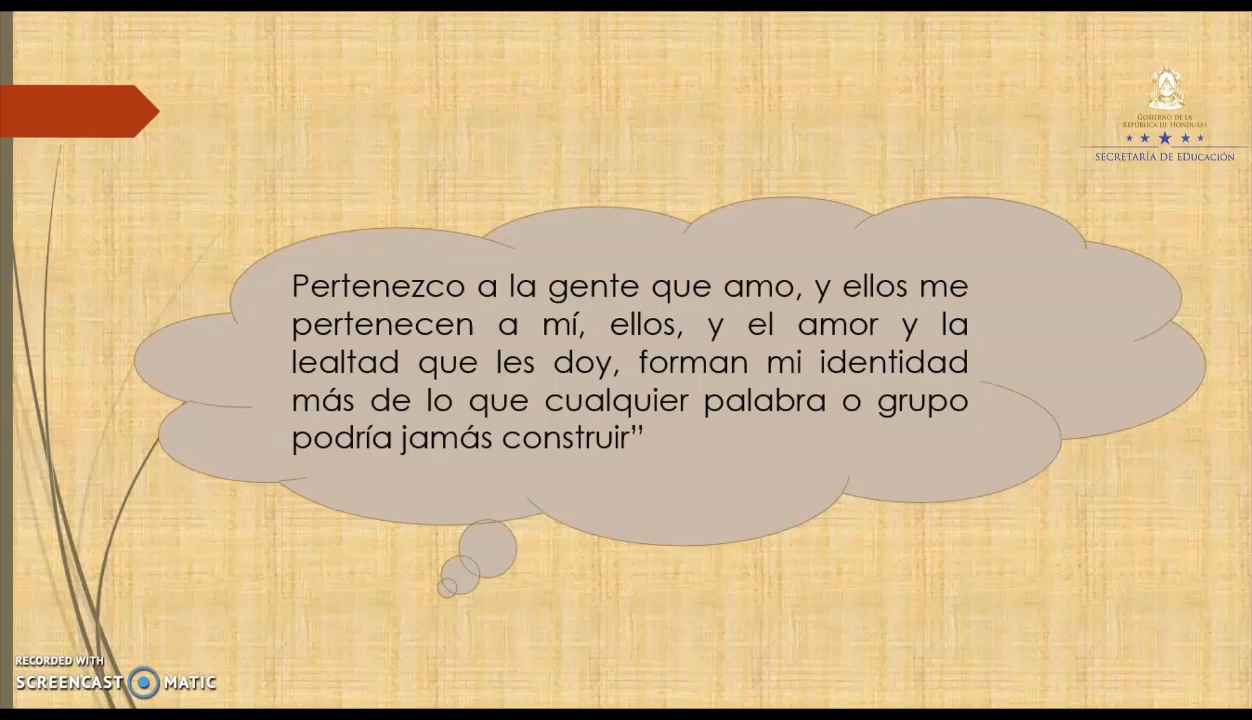 GOBIERNO DE LA
REPÚBLICA DE HONDURAS
SECRETARÍA DE EDUCACIÓN
Pertenezco a la gente que amo, y ellos me
pertenecen a mí, ellos, y el amor y la
lealtad que les doy, forman mi identidad
más de lo que cualquier palabra o grupo
podría jamás construir”
RECORDED WITH
SCREENCAST MATIC